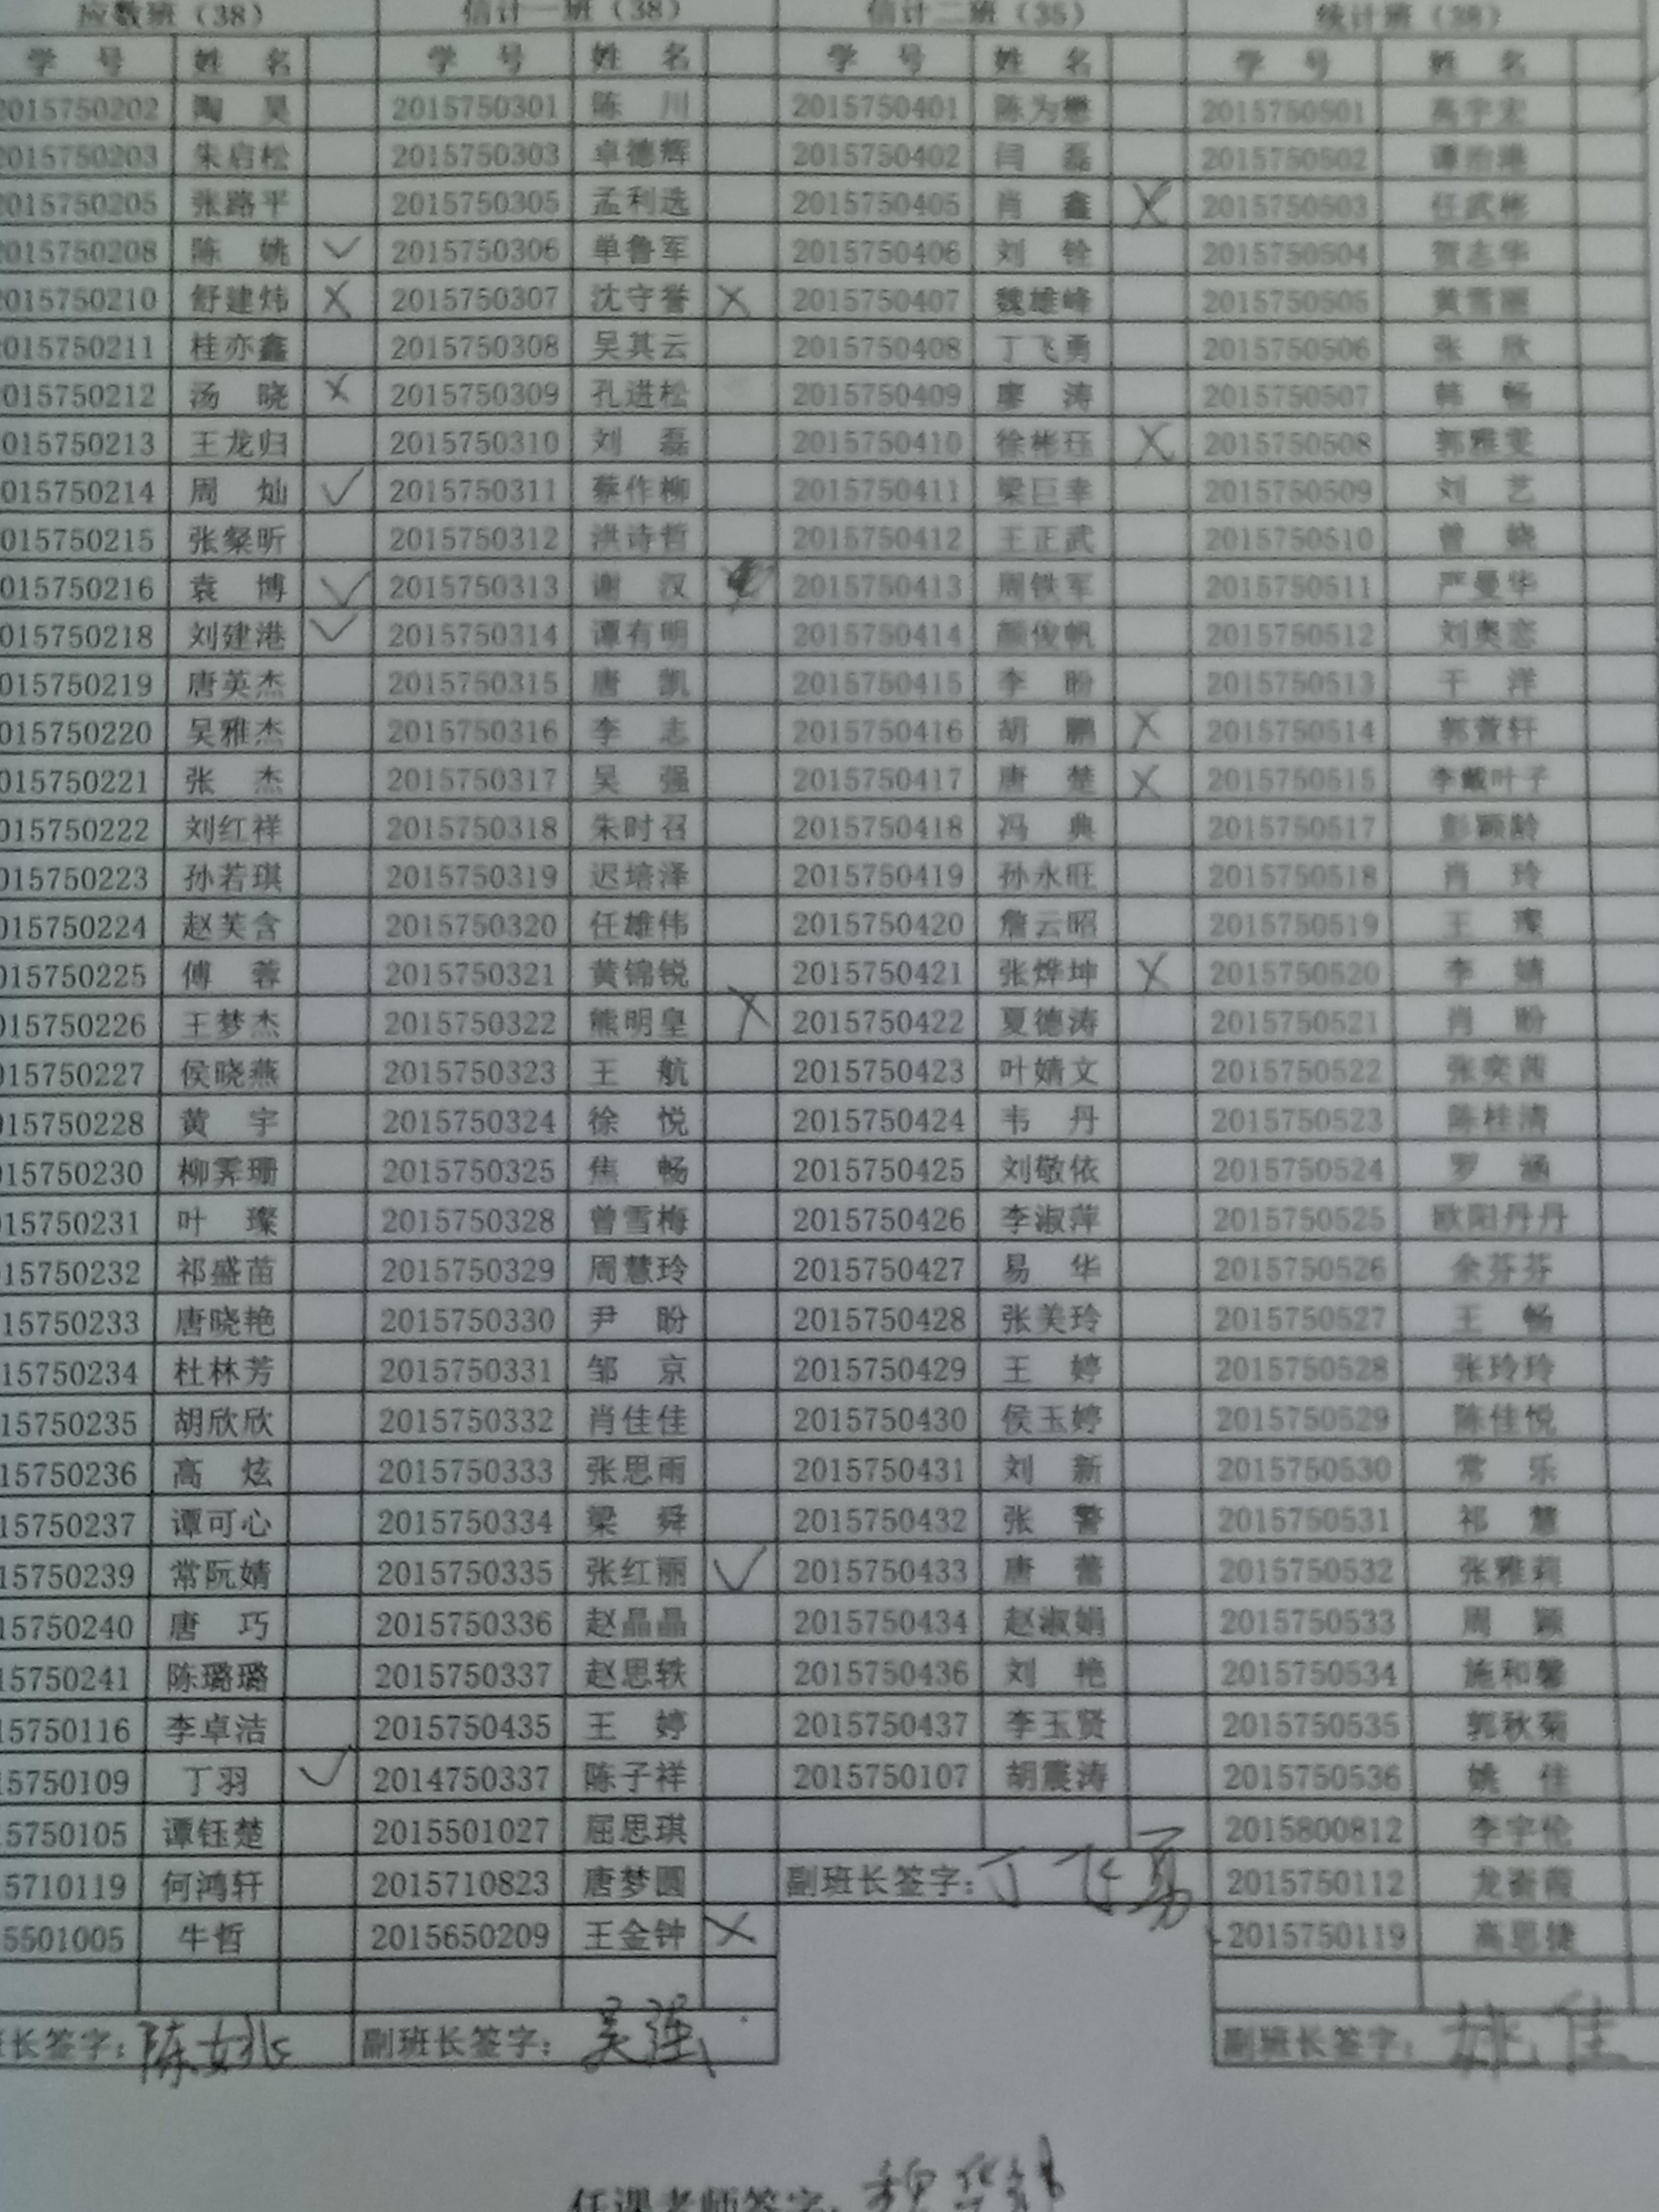 应数班（38） 信计一班（38） 信计二班（35） 统计班
学 号 姓 名 学 号 姓 名 学 号 姓 名 学 号 姓 名
2015750202 陶 昊 2015750301 陈 川 2015750401 陈为懋 2015750501 高宇宏
2015750203 朱启松 2015750303 卓德辉 2015750402 闫 磊 2015750502 谭治港
2015750205 张路平 2015750305 孟利选 2015750405 肖 鑫 X 2015750503 任武彬
2015750208 陈 姚 ✓ 2015750306 单鲁军 2015750406 刘 铨 2015750504 贺志华
2015750210 舒建炜 X 2015750307 沈守誉 X 2015750407 魏雄峰 2015750505 黄雪丽
015750211 桂亦鑫 2015750308 吴其云 2015750408 丁飞勇 2015750506 张 欣
015750212 汤 晓 X 2015750309 孔进松 2015750409 廖 涛 2015750507 韩 畅
015750213 王龙归 2015750310 刘 磊 2015750410 徐彬珏 X 2015750508 郭雅雯
015750214 周 灿 ✓ 2015750311 蔡作柳 2015750411 梁巨幸 2015750509 刘 艺
015750215 张粲昕 2015750312 洪诗哲 2015750412 王正武 2015750510 曾 娆
015750216 袁 博 ✓ 2015750313 谢 汉 2015750413 周铁军 2015750511 严曼华
015750218 刘建港 ✓ 2015750314 谭有明 2015750414 颜俊帆 2015750512 刘奥恋
015750219 唐英杰 2015750315 唐 凯 2015750415 李 盼 2015750513 干 洋
015750220 吴雅杰 2015750316 李 志 2015750416 胡 鹏 X 2015750514 郭萱轩
015750221 张 杰 2015750317 吴 强 2015750417 唐 楚 X 2015750515 李戴叶子
015750222 刘红祥 2015750318 朱时召 2015750418 冯 典 2015750517 彭颖龄
015750223 孙若琪 2015750319 迟培泽 2015750419 孙永旺 2015750518 肖 玲
015750224 赵芙含 2015750320 任雄伟 2015750420 詹云昭 2015750519 王 璨
015750225 傅 蓉 2015750321 黄锦锐 2015750421 张烨坤 X 2015750520 李 婧
015750226 王梦杰 2015750322 熊明皇 X 2015750422 夏德涛 2015750521 肖 盼
015750227 侯晓燕 2015750323 王 航 2015750423 叶婧文 2015750522 张奕茜
015750228 黄 宇 2015750324 徐 悦 2015750424 韦 丹 2015750523 陈桂清
015750230 柳霁珊 2015750325 焦 畅 2015750425 刘敬依 2015750524 罗 涵
015750231 叶 璨 2015750328 曾雪梅 2015750426 李淑萍 2015750525 欧阳丹丹
15750232 祁盛苗 2015750329 周慧玲 2015750427 易 华 2015750526 余芬芬
15750233 唐晓艳 2015750330 尹 盼 2015750428 张美玲 2015750527 王 畅
15750234 杜林芳 2015750331 邹 京 2015750429 王 婷 2015750528 张玲玲
15750235 胡欣欣 2015750332 肖佳佳 2015750430 侯玉婷 2015750529 陈佳悦
15750236 高 炫 2015750333 张思雨 2015750431 刘 新 2015750530 常 乐
15750237 谭可心 2015750334 梁 舜 2015750432 张 警 2015750531 祁 慧
15750239 常阮婧 2015750335 张红丽 ✓ 2015750433 唐 蕾 2015750532 张雅莉
15750240 唐 巧 2015750336 赵晶晶 2015750434 赵淑娟 2015750533 周 颖
15750241 陈璐璐 2015750337 赵思轶 2015750436 刘 艳 2015750534 施和馨
15750116 李卓洁 2015750435 王 婷 2015750437 李玉贤 2015750535 郭秋菊
5750109 丁羽 ✓ 2014750337 陈子祥 2015750107 胡震涛 2015750536 姚 佳
5750105 谭钰楚 2015501027 屈思琪 2015800812 李宇伦
5710119 何鸿轩 2015710823 唐梦圆 副班长签字：丁飞勇 2015750112
5501005 牛哲 2015650209 王金钟 X 2015750119 高思捷
长签字：陈姚 副班长签字：吴强 副班长签字：姚佳
任课老师签字：